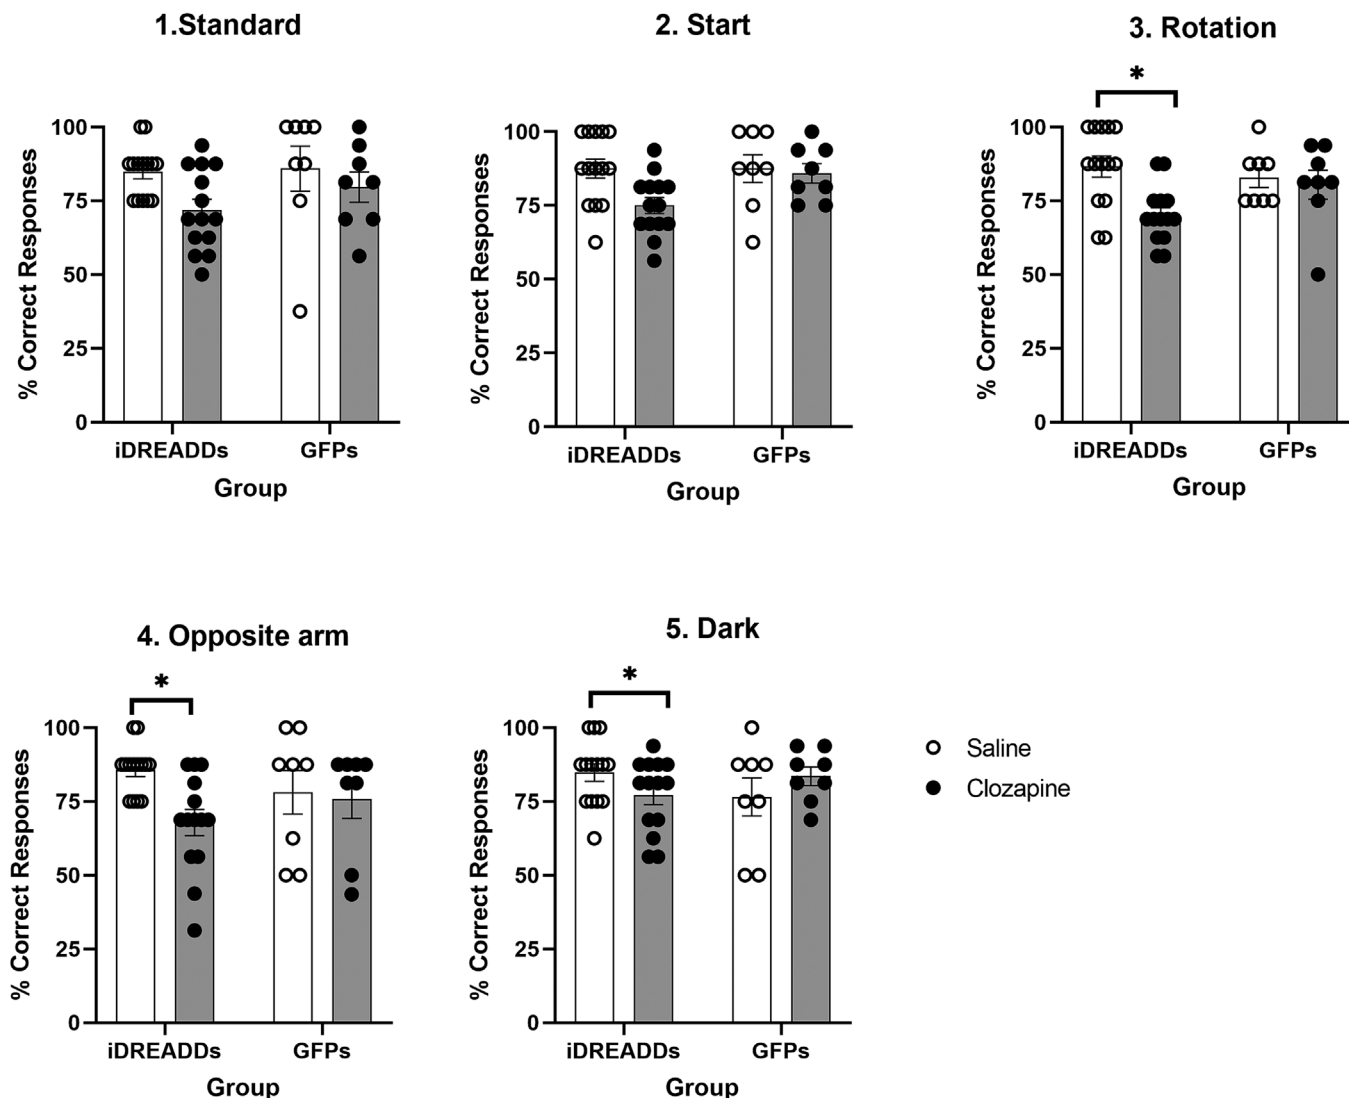 1.Standard
% Correct Responses
100
75
50
25
0
iDREADDs GFPs
Group
2. Start
% Correct Responses
100
75
50
25
0
iDREADDs GFPs
Group
3. Rotation
*
% Correct Responses
100
75
50
25
0
iDREADDs GFPs
Group
4. Opposite arm
*
% Correct Responses
100
75
50
25
0
iDREADDs GFPs
Group
5. Dark
*
% Correct Responses
100
75
50
25
0
iDREADDs GFPs
Group
Saline
Clozapine